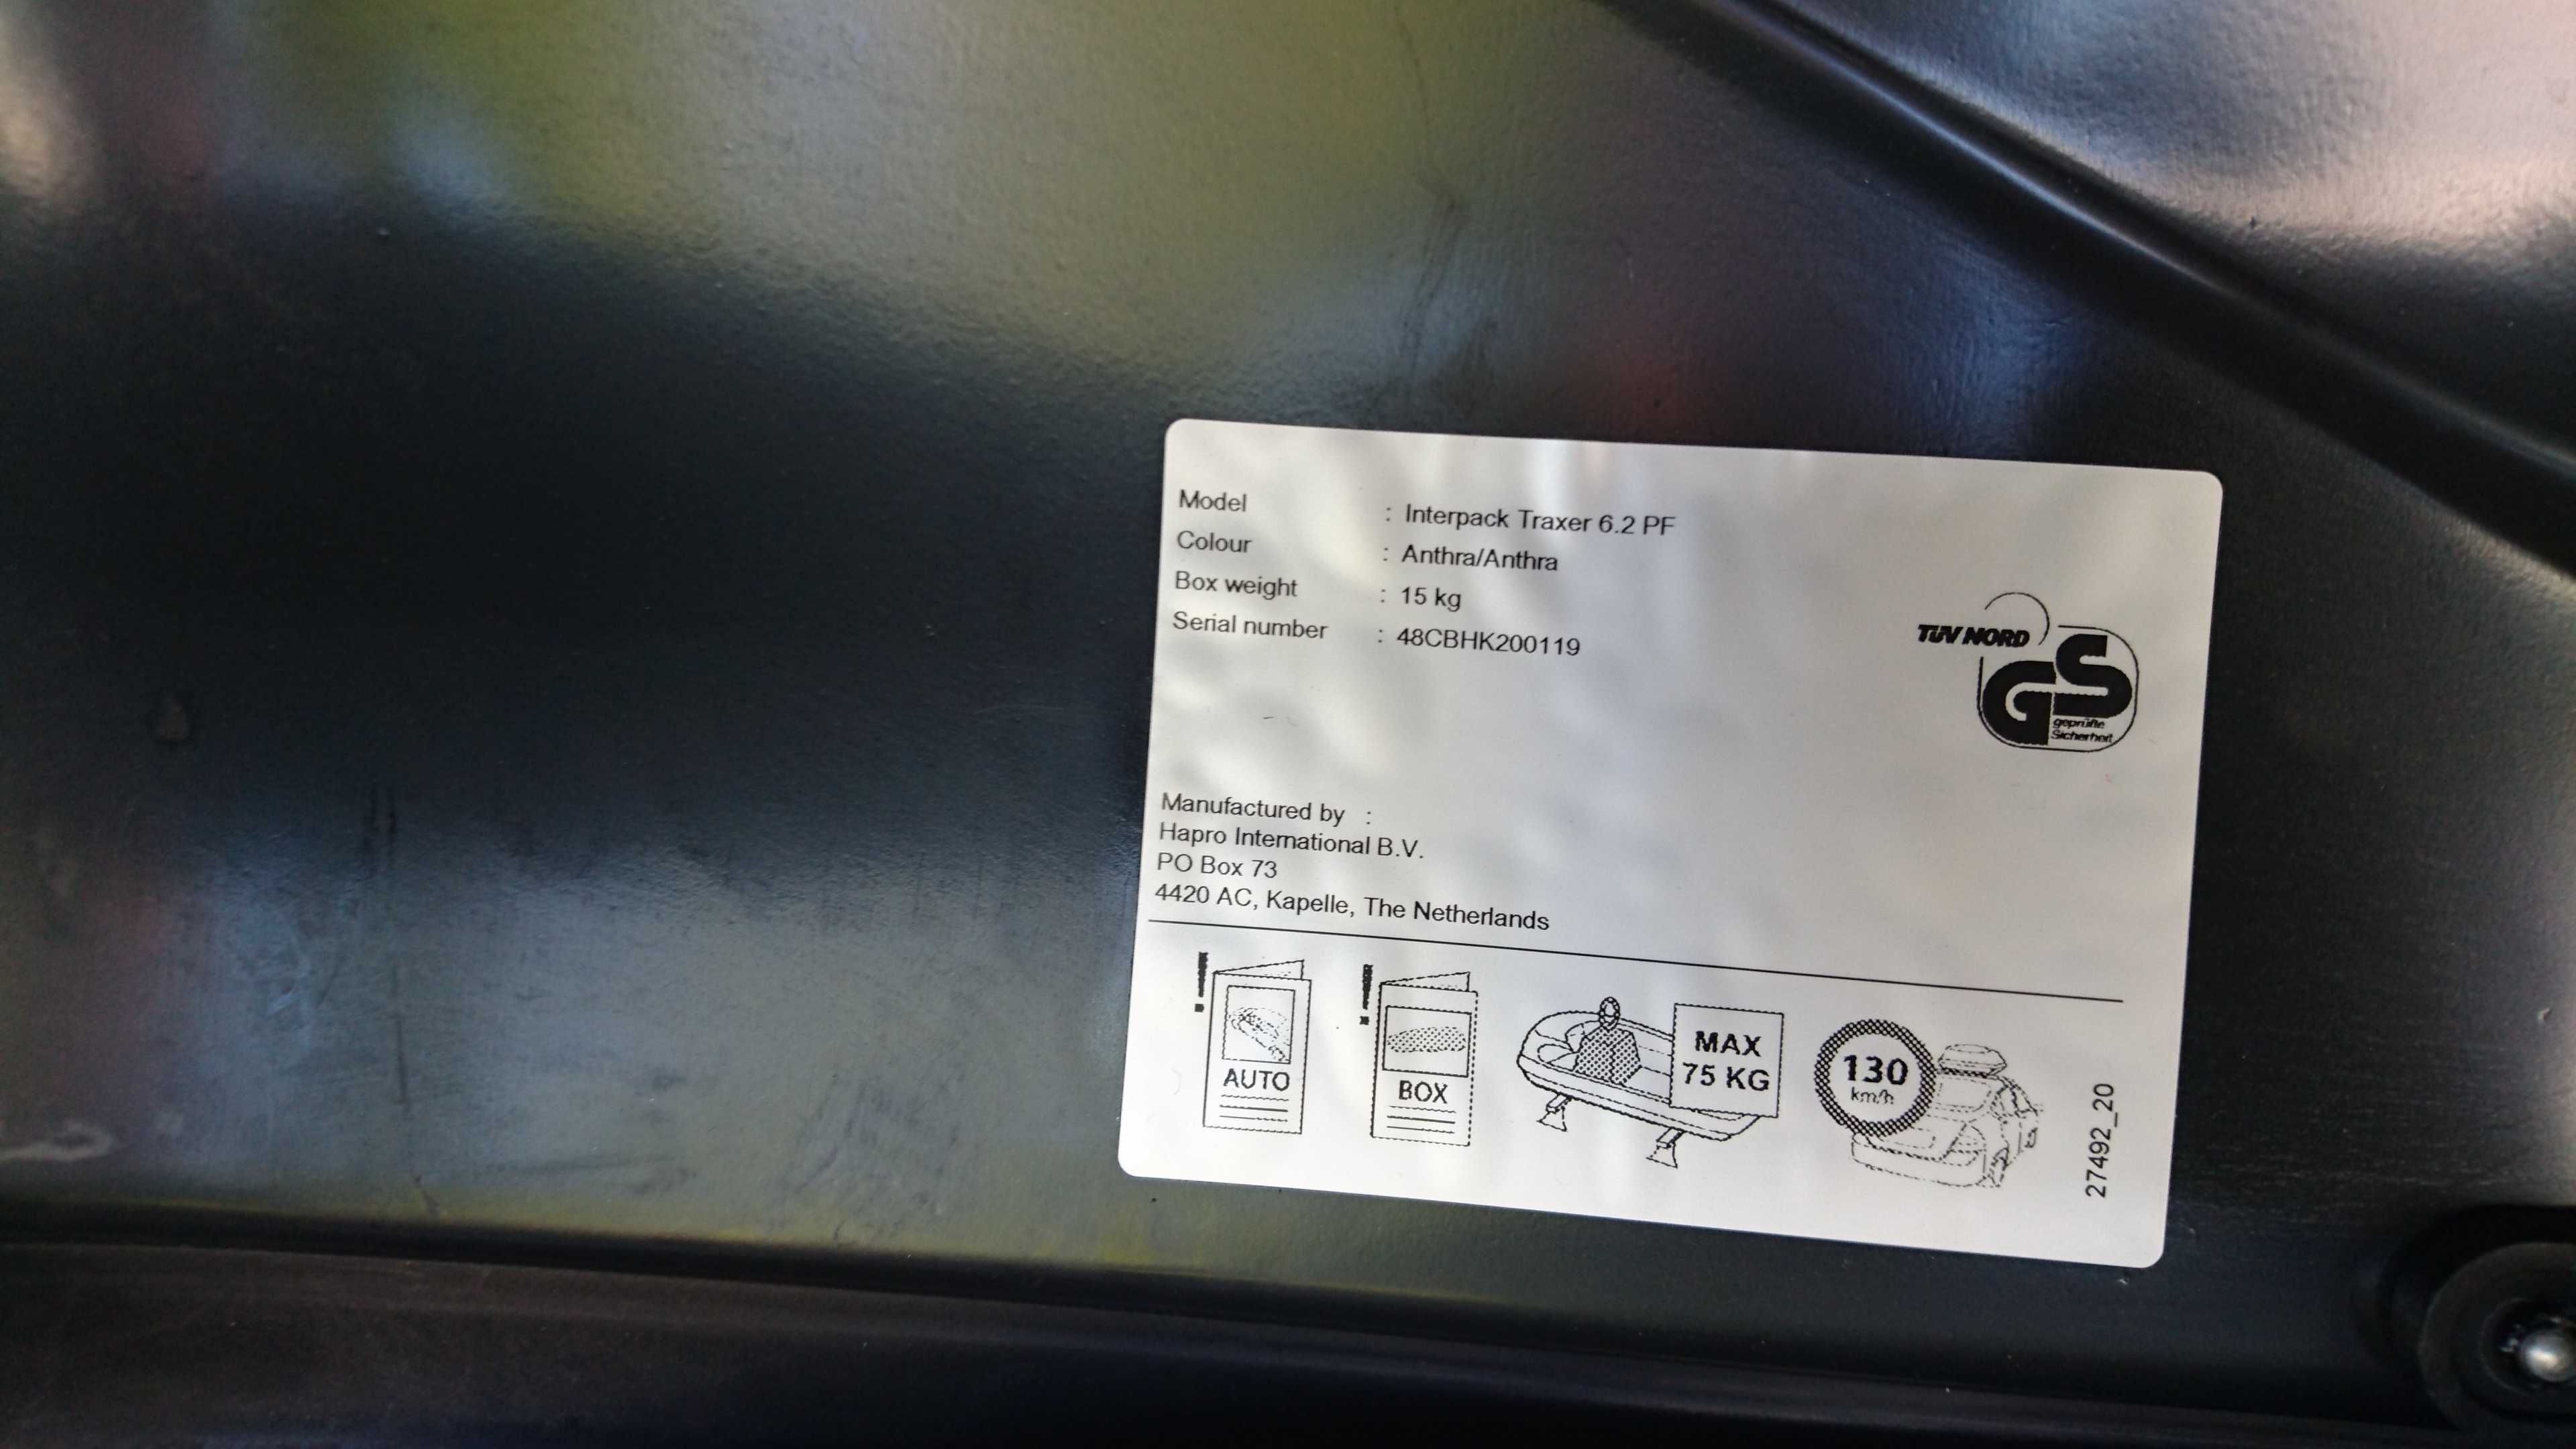 Model : Interpack Traxer 6.2 PF
Colour : Anthra/Anthra
Box weight : 15 kg
Serial number : 48CBHK200119
TÜV NORD
GS
geprüfte
Sicherheit
Manufactured by :
Hapro International B.V.
PO Box 73
4420 AC, Kapelle, The Netherlands
! AUTO
! BOX
MAX
75 KG
130
km/h
27492_20